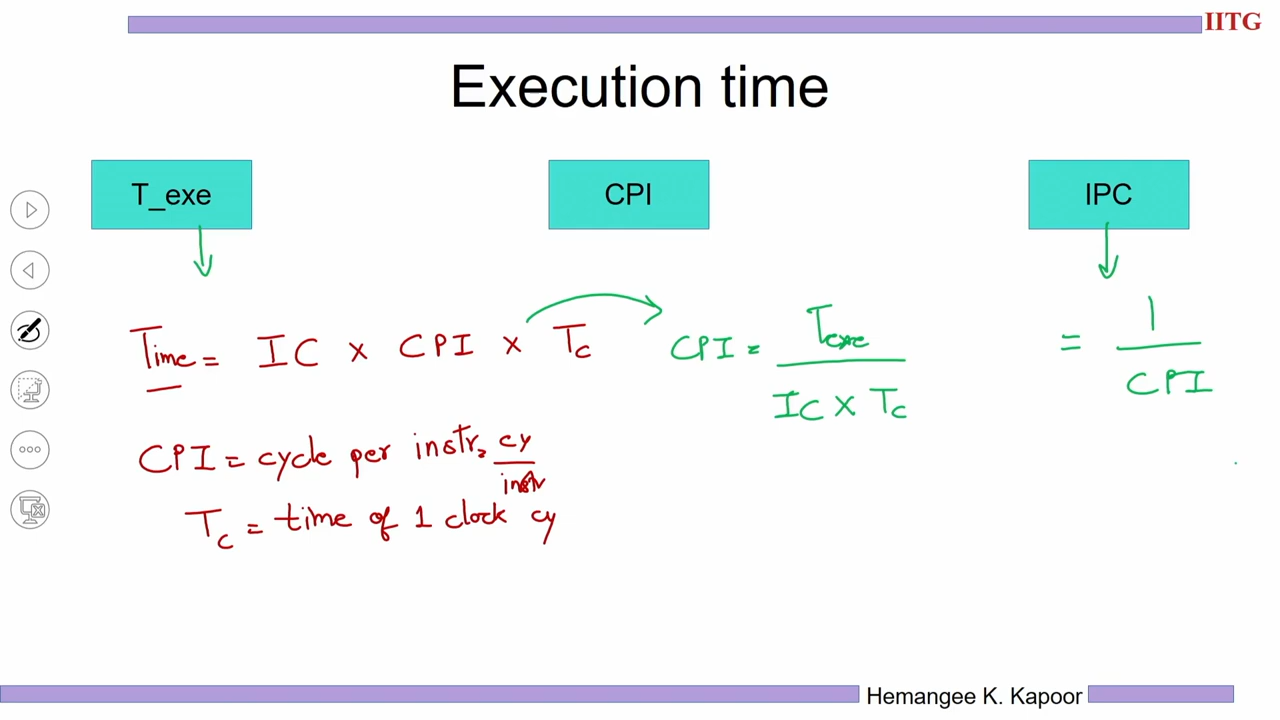 IITG
Execution time
T_exe
CPI
IPC
Time = IC × CPI × Tc
CPI = Texe / IC × Tc
= 1 / CPI
CPI = cycle per instr, cy / instr
Tc = time of 1 clock cy
Hemangee K. Kapoor